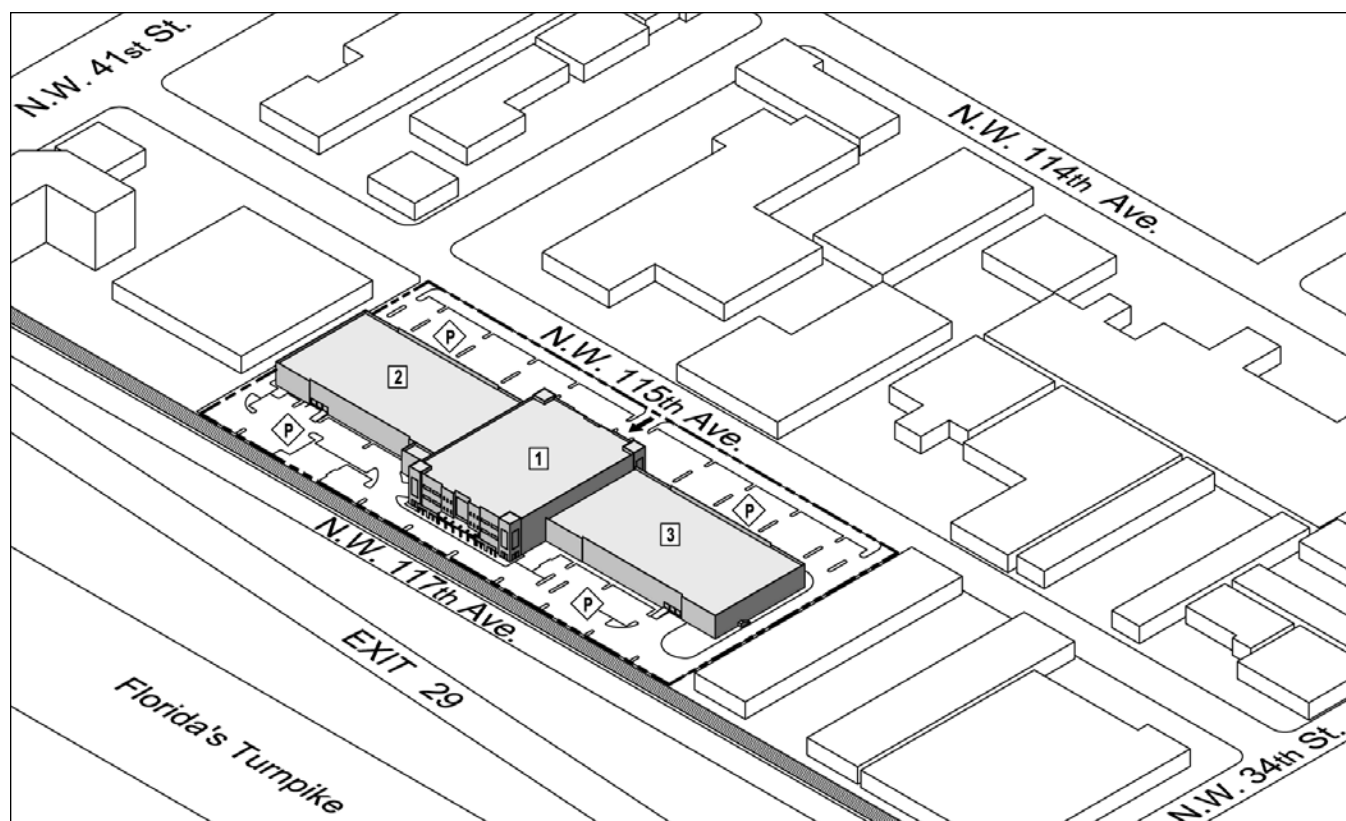 N.W. 41st St.
N.W. 114th Ave.
P
N.W. 115th Ave.
2
P
1
P
3
P
N.W. 117th Ave.
EXIT 29
Florida's Turnpike
N.W. 34th St.